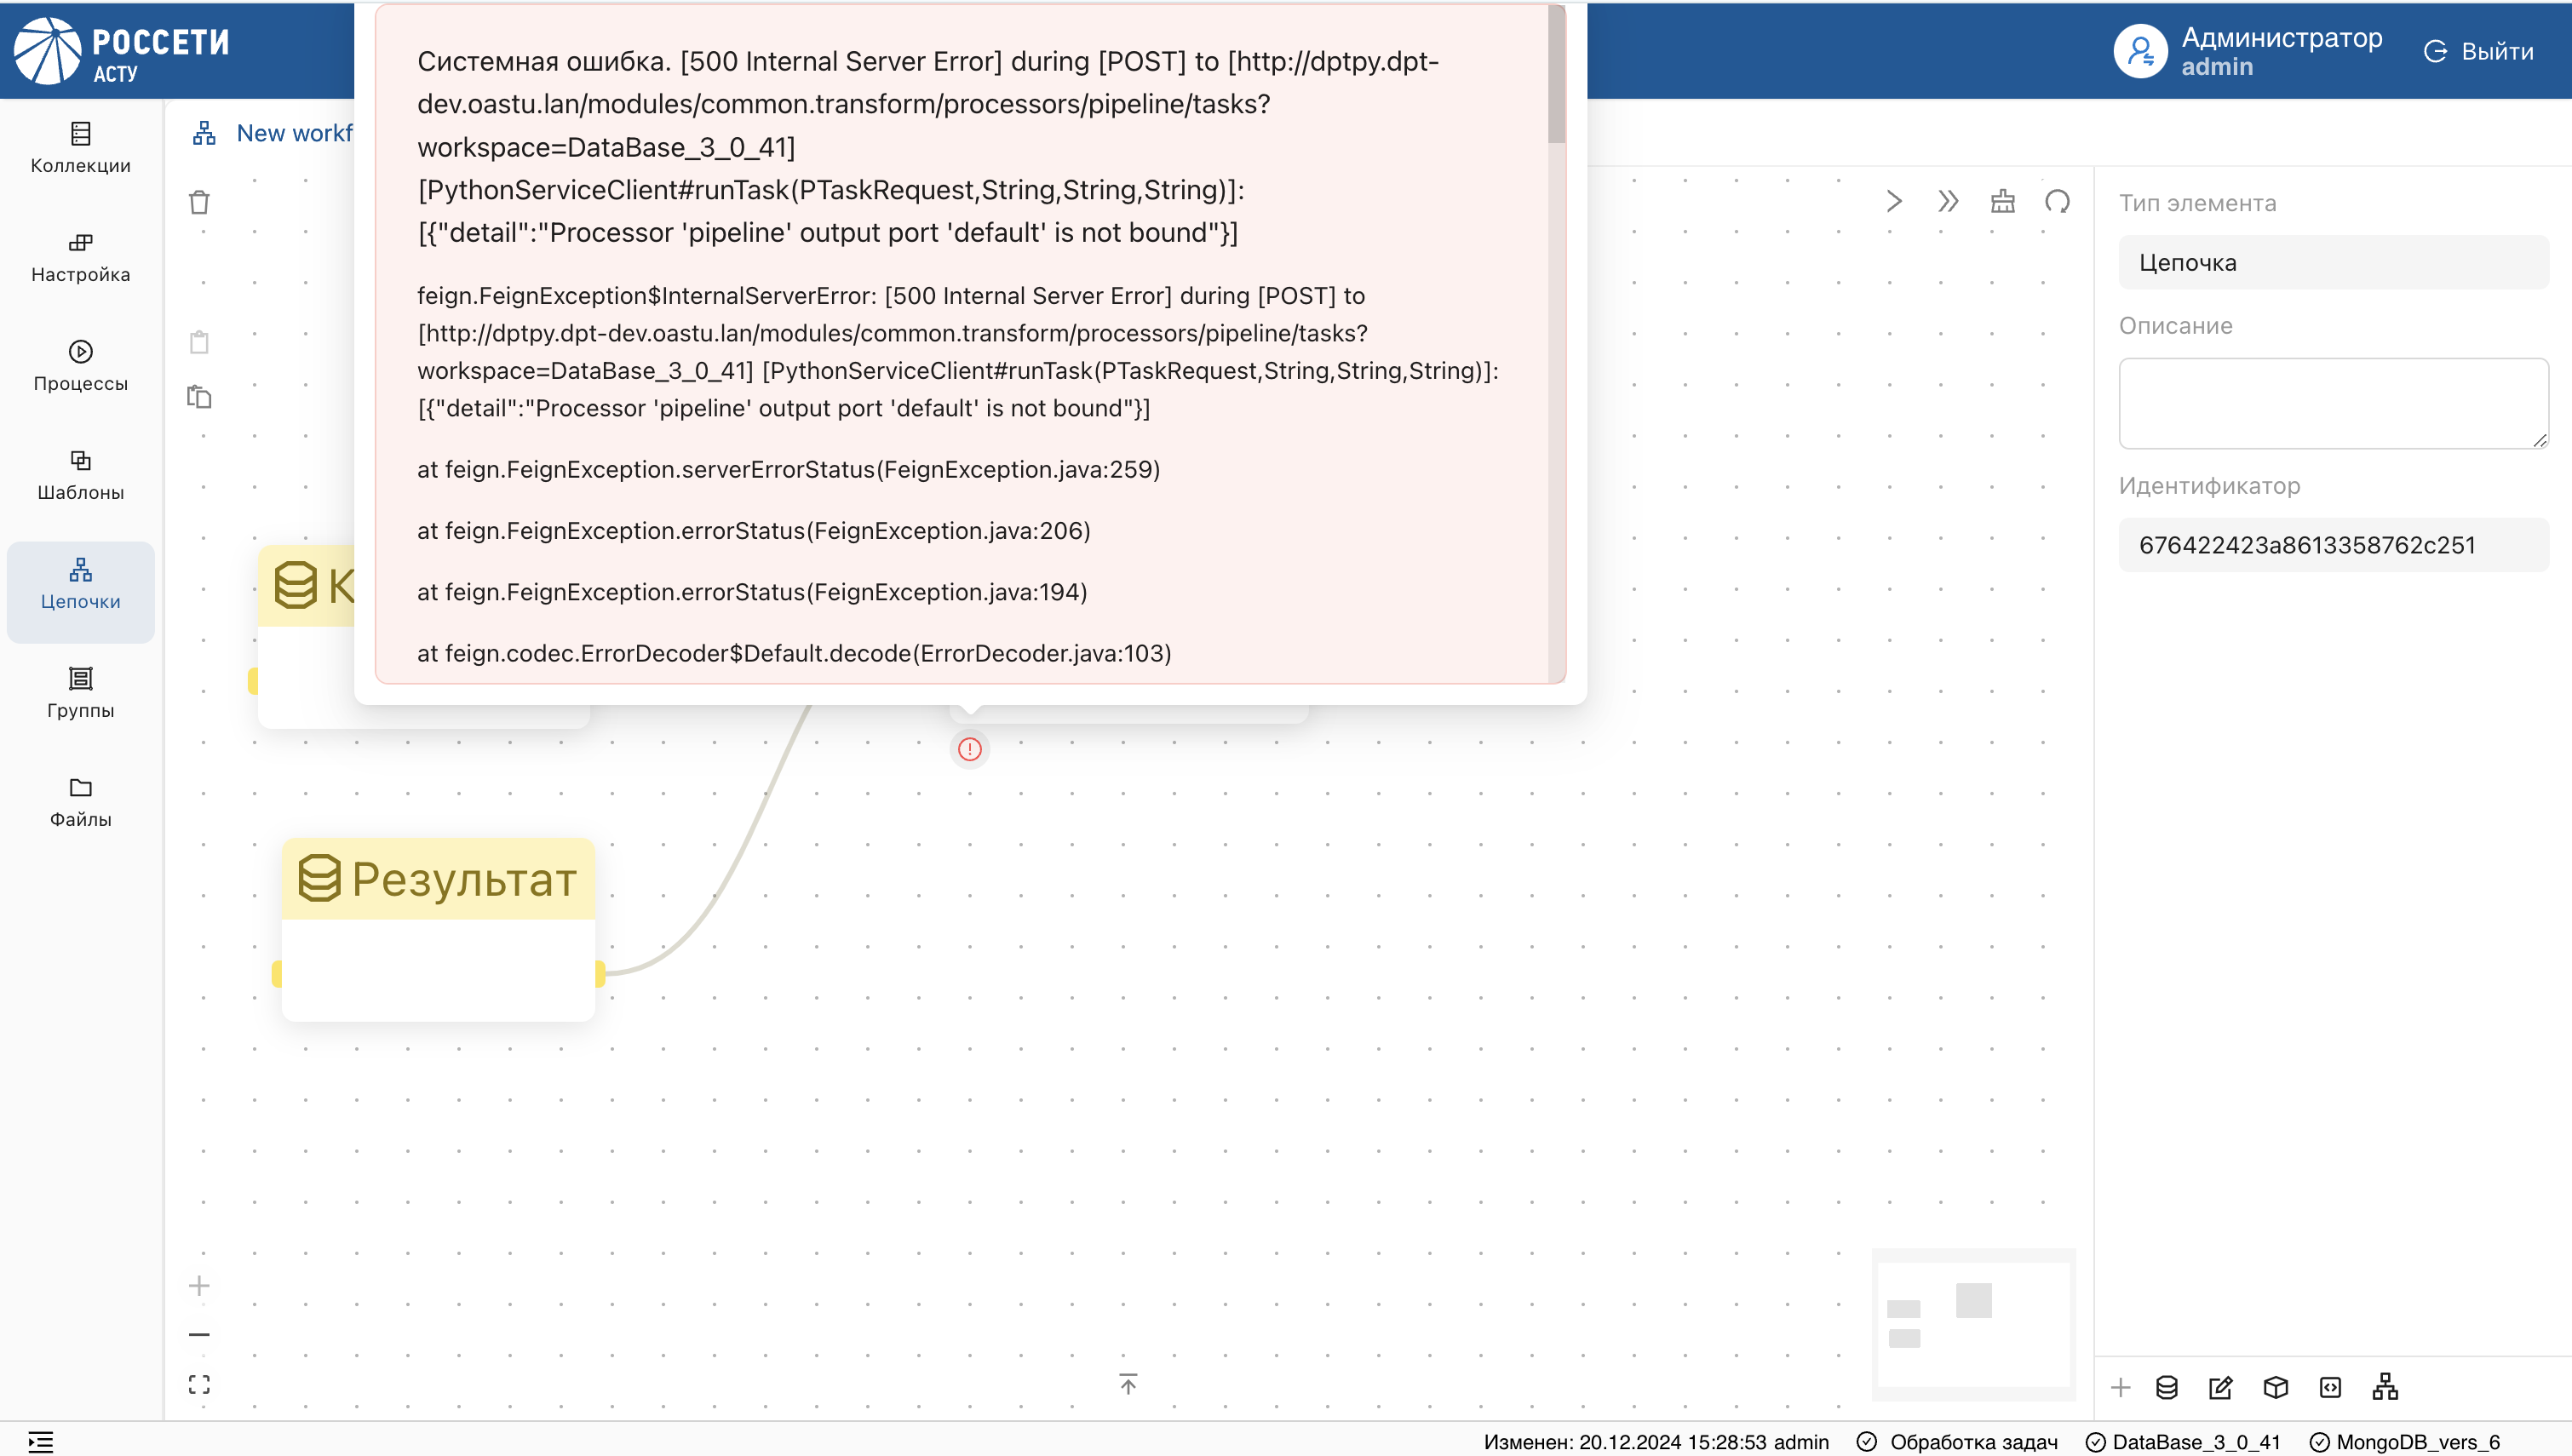 РОССЕТИ
АСТУ
Администратор
admin
Выйти
Коллекции
Настройка
Процессы
Шаблоны
Цепочки
Группы
Файлы
New workf
Системная ошибка. [500 Internal Server Error] during [POST] to [http://dptpy.dpt-
dev.oastu.lan/modules/common.transform/processors/pipeline/tasks?
workspace=DataBase_3_0_41]
[PythonServiceClient#runTask(PTaskRequest,String,String,String)]:
[{"detail":"Processor 'pipeline' output port 'default' is not bound"}]
feign.FeignException$InternalServerError: [500 Internal Server Error] during [POST] to
[http://dptpy.dpt-dev.oastu.lan/modules/common.transform/processors/pipeline/tasks?
workspace=DataBase_3_0_41] [PythonServiceClient#runTask(PTaskRequest,String,String,String)]:
[{"detail":"Processor 'pipeline' output port 'default' is not bound"}]
at feign.FeignException.serverErrorStatus(FeignException.java:259)
at feign.FeignException.errorStatus(FeignException.java:206)
at feign.FeignException.errorStatus(FeignException.java:194)
at feign.codec.ErrorDecoder$Default.decode(ErrorDecoder.java:103)
К
Результат
Тип элемента
Цепочка
Описание
Идентификатор
676422423a8613358762c251
Изменен: 20.12.2024 15:28:53 admin
Обработка задач
DataBase_3_0_41
MongoDB_vers_6